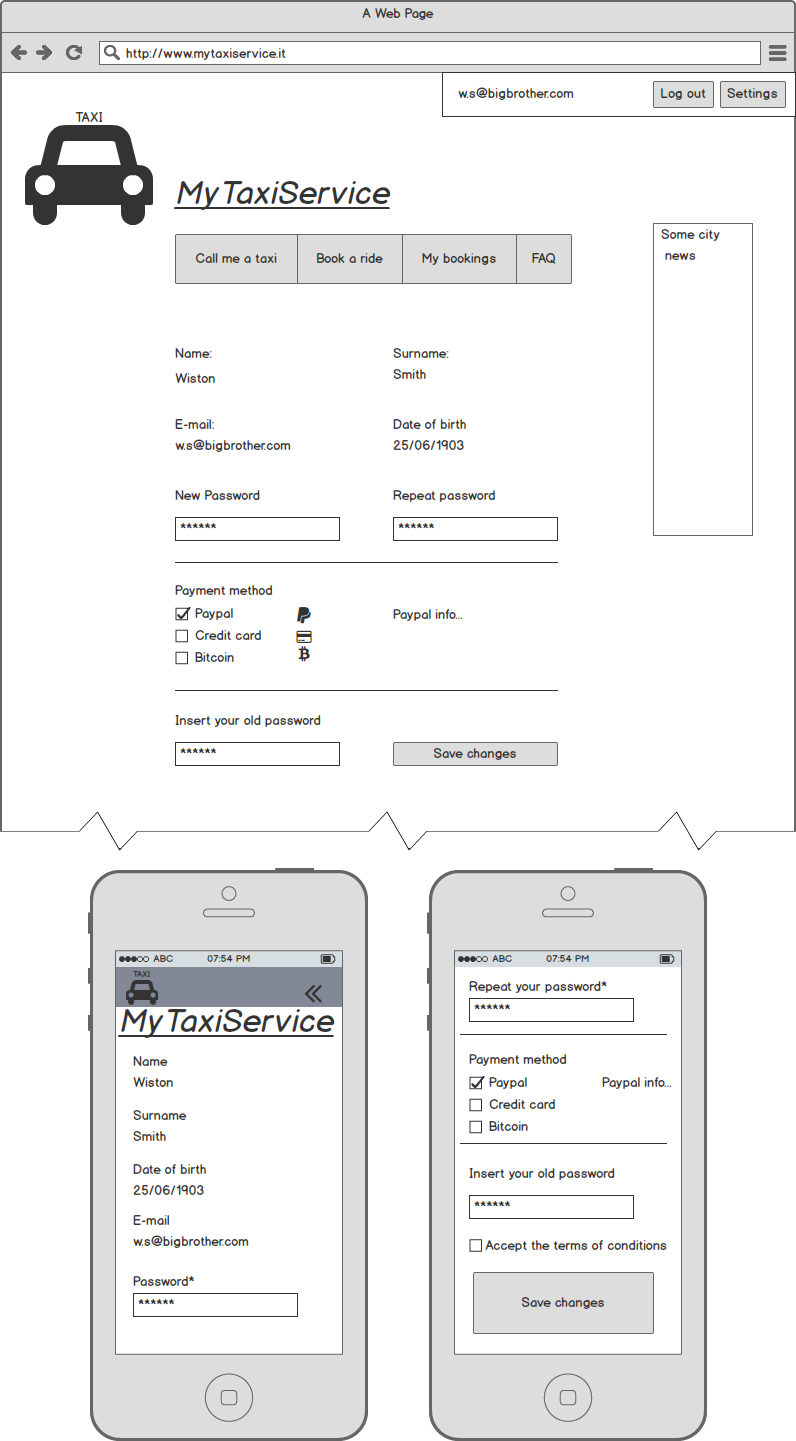 A Web Page
http://www.mytaxiservice.it
w.s@bigbrother.com Log out Settings
TAXI
MyTaxiService
Call me a taxi Book a ride My bookings FAQ
Some city
news
Name: Surname:
Wiston Smith
E-mail: Date of birth
w.s@bigbrother.com 25/06/1903
New Password Repeat password
****** ******
Payment method
Paypal Paypal info...
Credit card
Bitcoin
Insert your old password
****** Save changes
ABC 07:54 PM
TAXI
MyTaxiService
Name
Wiston
Surname
Smith
Date of birth
25/06/1903
E-mail
w.s@bigbrother.com
Password*
******
ABC 07:54 PM
Repeat your password*
******
Payment method
Paypal Paypal info...
Credit card
Bitcoin
Insert your old password
******
Accept the terms of conditions
Save changes